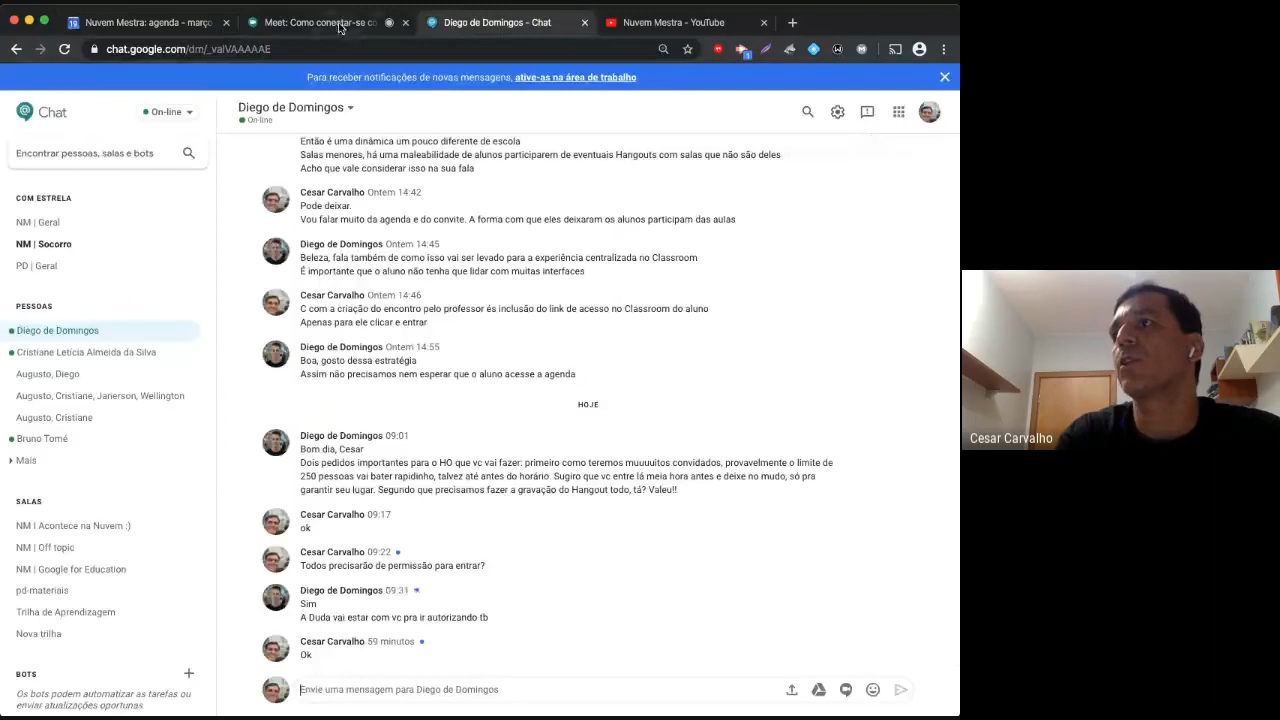 Nuvem Mestra: agenda - março
Meet: Como conectar-se co
Diego de Domingos - Chat
Nuvem Mestra - YouTube
chat.google.com/dm/_valVAAAAAE
Para receber notificações de novas mensagens, ative-as na área de trabalho
Chat
On-line
Diego de Domingos
On-line
Encontrar pessoas, salas e bots
COM ESTRELA
NM | Geral
NM | Socorro
PD | Geral
PESSOAS
Diego de Domingos
Cristiane Letícia Almeida da Silva
Augusto, Diego
Augusto, Cristiane, Janerson, Wellington
Augusto, Cristiane
Bruno Tomé
Mais
SALAS
NM I Acontece na Nuvem :)
NM | Off topic
NM | Google for Education
pd-materiais
Trilha de Aprendizagem
Nova trilha
BOTS
Os bots podem automatizar as tarefas ou
enviar atualizações oportunas.
Então é uma dinâmica um pouco diferente de escola
Salas menores, há uma maleabilidade de alunos participarem de eventuais Hangouts com salas que não são deles
Acho que vale considerar isso na sua fala
Cesar Carvalho Ontem 14:42
Pode deixar.
Vou falar muito da agenda e do convite. A forma com que eles deixaram os alunos participam das aulas
Diego de Domingos Ontem 14:45
Beleza, fala também de como isso vai ser levado para a experiência centralizada no Classroom
É importante que o aluno não tenha que lidar com muitas interfaces
Cesar Carvalho Ontem 14:46
C com a criação do encontro pelo professor és inclusão do link de acesso no Classroom do aluno
Apenas para ele clicar e entrar
Diego de Domingos Ontem 14:55
Boa, gosto dessa estratégia
Assim não precisamos nem esperar que o aluno acesse a agenda
HOJE
Diego de Domingos 09:01
Bom dia, Cesar
Dois pedidos importantes para o HO que vc vai fazer: primeiro como teremos muuuuitos convidados, provavelmente o limite de
250 pessoas vai bater rapidinho, talvez até antes do horário. Sugiro que vc entre lá meia hora antes e deixe no mudo, só pra
garantir seu lugar. Segundo que precisamos fazer a gravação do Hangout todo, tá? Valeu!!
Cesar Carvalho 09:17
ok
Cesar Carvalho 09:22
Todos precisarão de permissão para entrar?
Diego de Domingos 09:31
Sim
A Duda vai estar com vc pra ir autorizando tb
Cesar Carvalho 59 minutos
Ok
Envie uma mensagem para Diego de Domingos
Cesar Carvalho